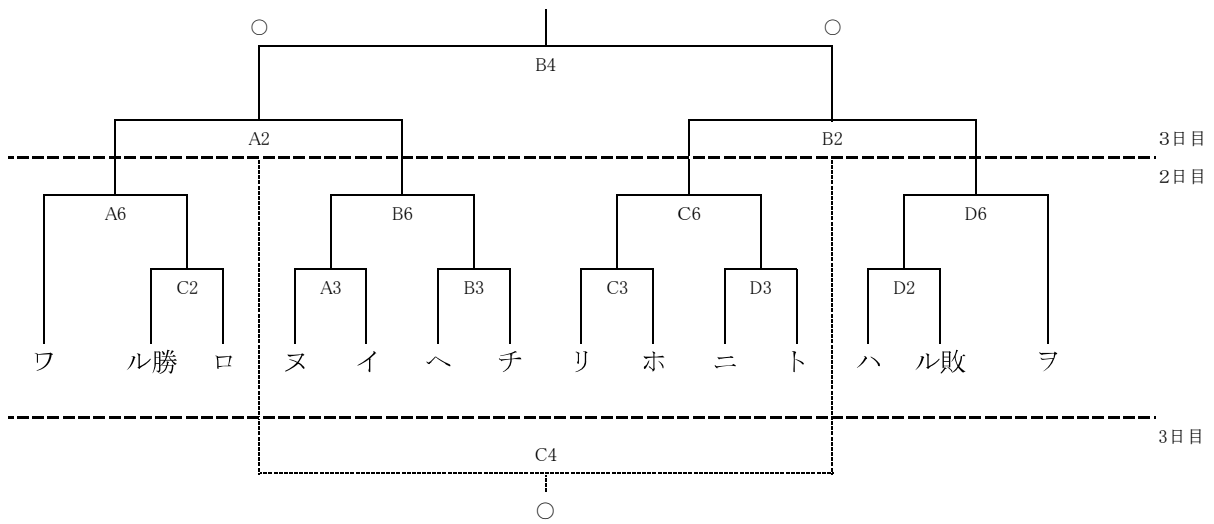 ○ ○
B4
A2 B2 3日目
2日目
A6 B6 C6 D6
C2 A3 B3 C3 D3 D2
ワ ル勝 ロ ヌ イ ヘ チ リ ホ ニ ト ハ ル敗 ヲ
3日目
C4
○